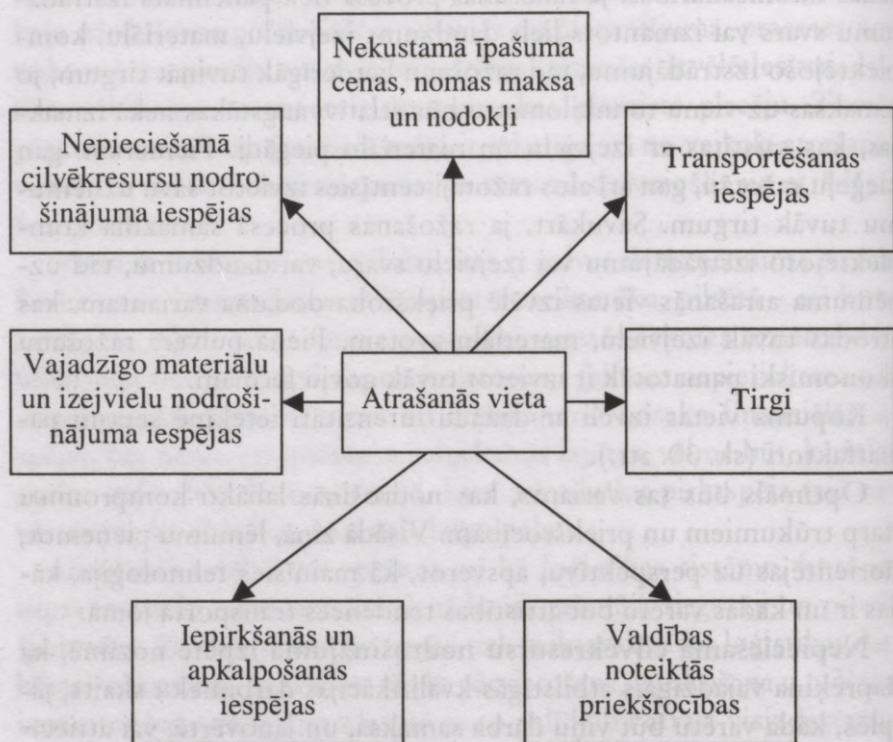 Nekustamā īpašuma
cenas, nomas maksa
un nodokļi
Nepieciešamā
cilvēkresursu nodro-
šinājuma iespējas
Transportēšanas
iespējas
Vajadzīgo materiālu
un izejvielu nodroši-
nājuma iespējas
Atrašanās vieta
Tirgi
Iepirkšanās un
apkalpošanas
iespējas
Valdības
noteiktās
priekšrocības